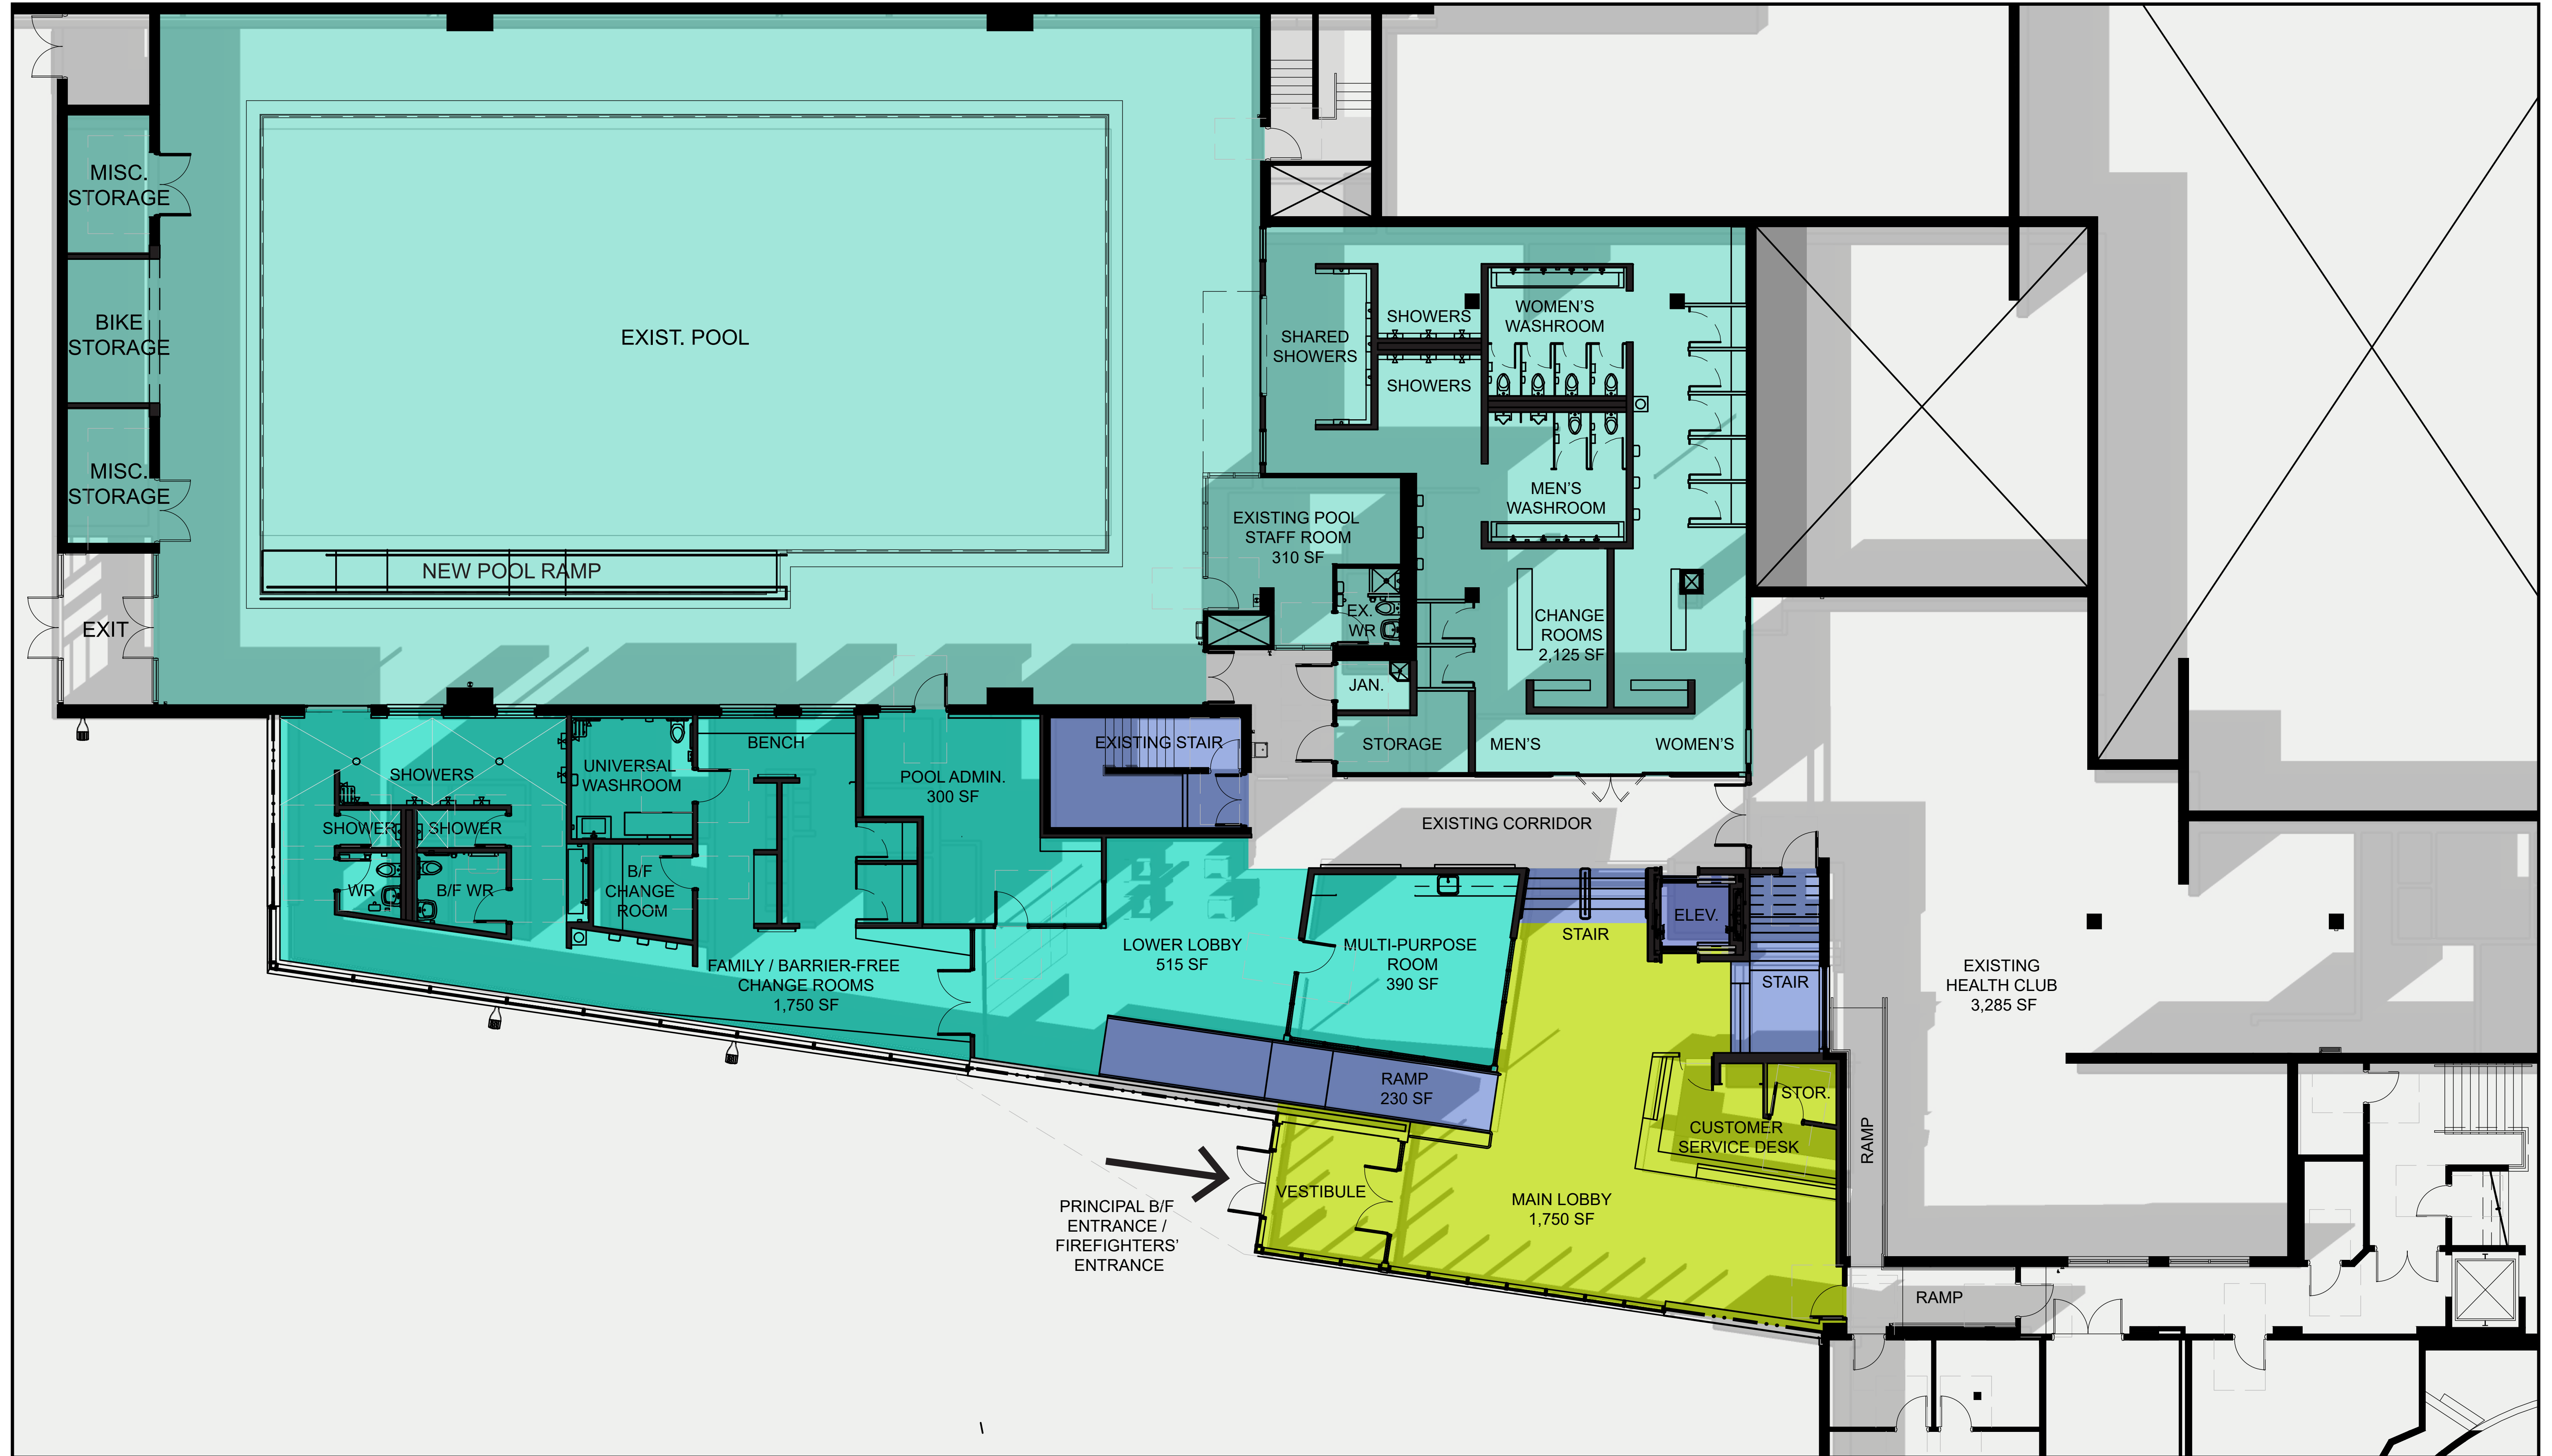 MISC.
STORAGE
BIKE
STORAGE
MISC.
STORAGE
EXIT
EXIST. POOL
NEW POOL RAMP
SHARED
SHOWERS
SHOWERS
SHOWERS
WOMEN'S
WASHROOM
MEN'S
WASHROOM
EXISTING POOL
STAFF ROOM
310 SF
EX.
WR
JAN.
STORAGE
CHANGE
ROOMS
2,125 SF
MEN'S
WOMEN'S
SHOWERS
SHOWER
SHOWER
WR
B/F WR
UNIVERSAL
WASHROOM
B/F
CHANGE
ROOM
BENCH
POOL ADMIN.
300 SF
EXISTING STAIR
EXISTING CORRIDOR
FAMILY / BARRIER-FREE
CHANGE ROOMS
1,750 SF
LOWER LOBBY
515 SF
MULTI-PURPOSE
ROOM
390 SF
STAIR
ELEV.
STAIR
EXISTING
HEALTH CLUB
3,285 SF
RAMP
230 SF
STOR.
CUSTOMER
SERVICE DESK
RAMP
VESTIBULE
MAIN LOBBY
1,750 SF
PRINCIPAL B/F
ENTRANCE /
FIREFIGHTERS'
ENTRANCE
RAMP